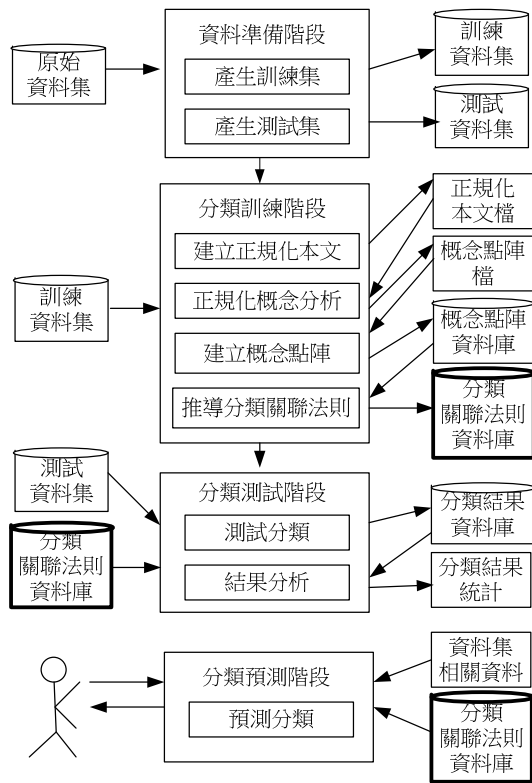 原始
資料集
資料準備階段
產生訓練集
產生測試集
訓練
資料集
測試
資料集
訓練
資料集
分類訓練階段
建立正規化本文
正規化概念分析
建立概念點陣
推導分類關聯法則
正規化
本文檔
概念點陣
檔
概念點陣
資料庫
分類
關聯法則
資料庫
測試
資料集
分類
關聯法則
資料庫
分類測試階段
測試分類
結果分析
分類結果
資料庫
分類結果
統計
分類預測階段
預測分類
資料集
相關資料
分類
關聯法則
資料庫